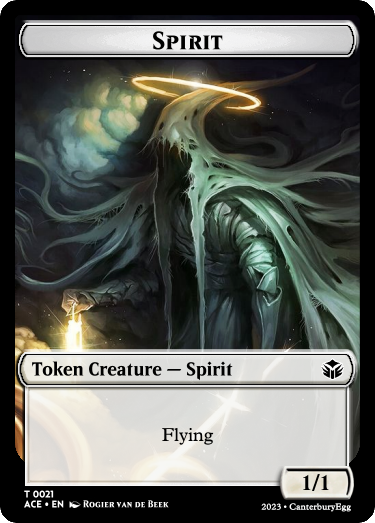 Spirit
Token Creature — Spirit
Flying
1/1
T 0021
ACE • EN Rogier van de Beek
2023 • CanterburyEgg